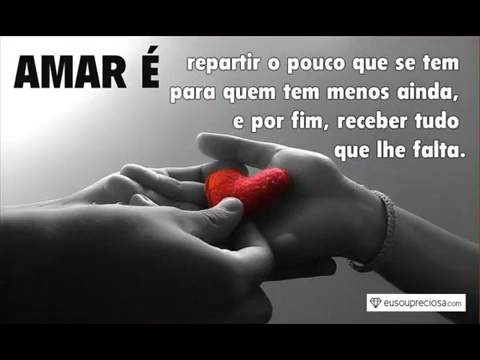 AMAR É
repartir o pouco que se tem
para quem tem menos ainda,
e por fim, receber tudo
que lhe falta.
eusoupreciosa.com